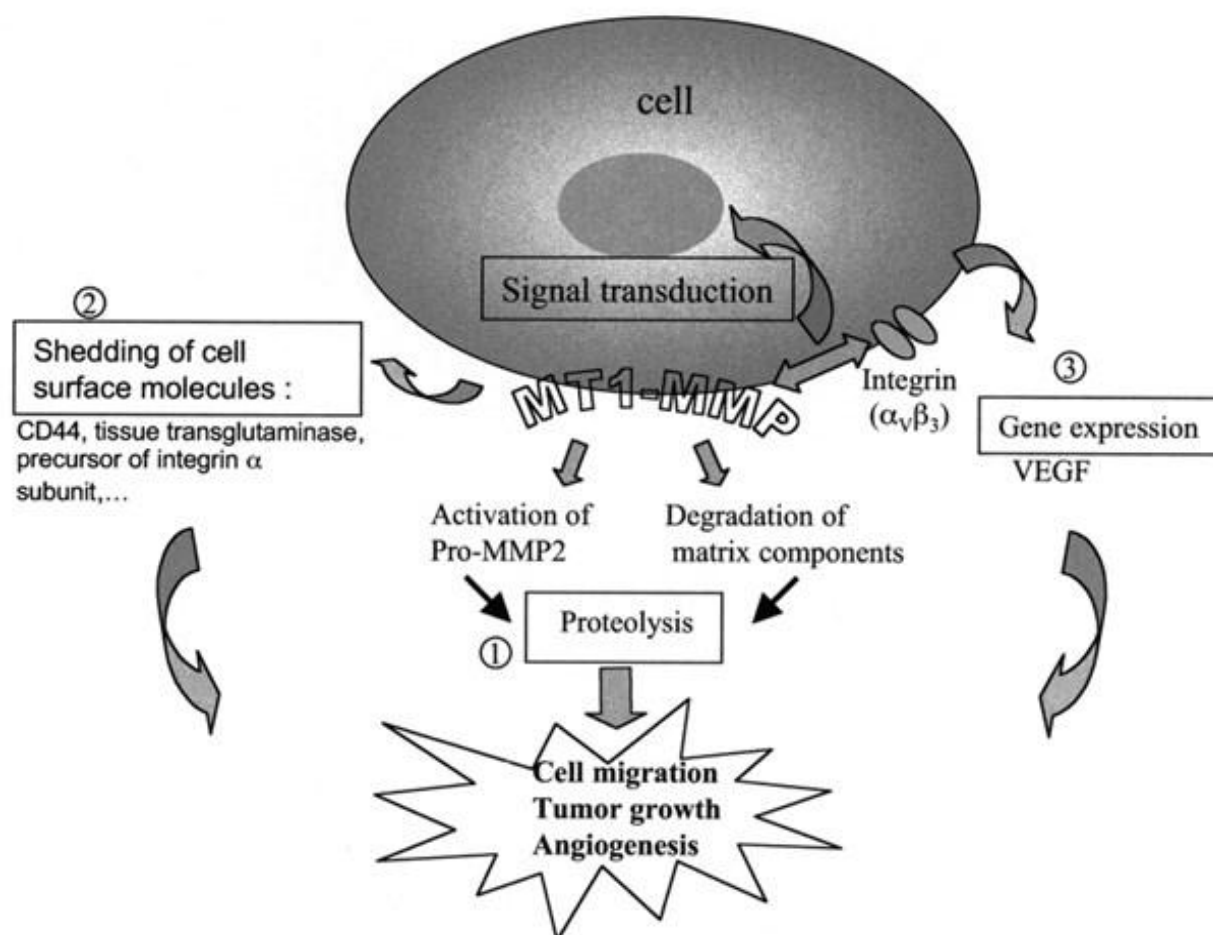 cell
Signal transduction
②
Shedding of cell
surface molecules :
CD44, tissue transglutaminase,
precursor of integrin α
subunit,…
MT1-MMP
Integrin
(αᵥβ₃)
③
Gene expression
VEGF
Activation of
Pro-MMP2
Degradation of
matrix components
Proteolysis
①
Cell migration
Tumor growth
Angiogenesis